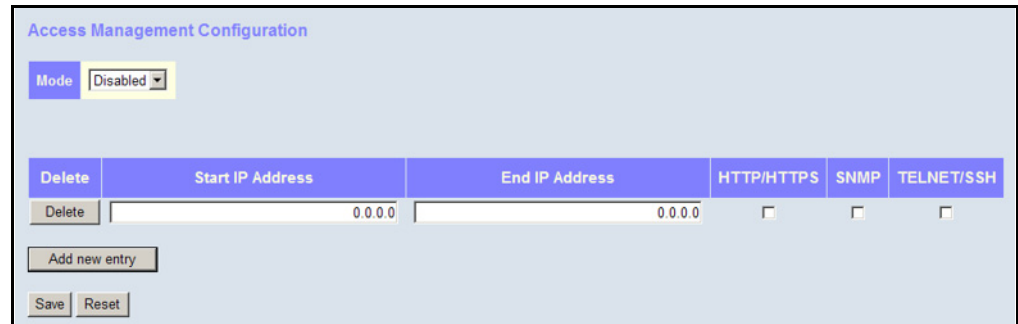 Access Management Configuration
Mode Disabled
Delete Start IP Address End IP Address HTTP/HTTPS SNMP TELNET/SSH
Delete 0.0.0.0 0.0.0.0
Add new entry
Save Reset